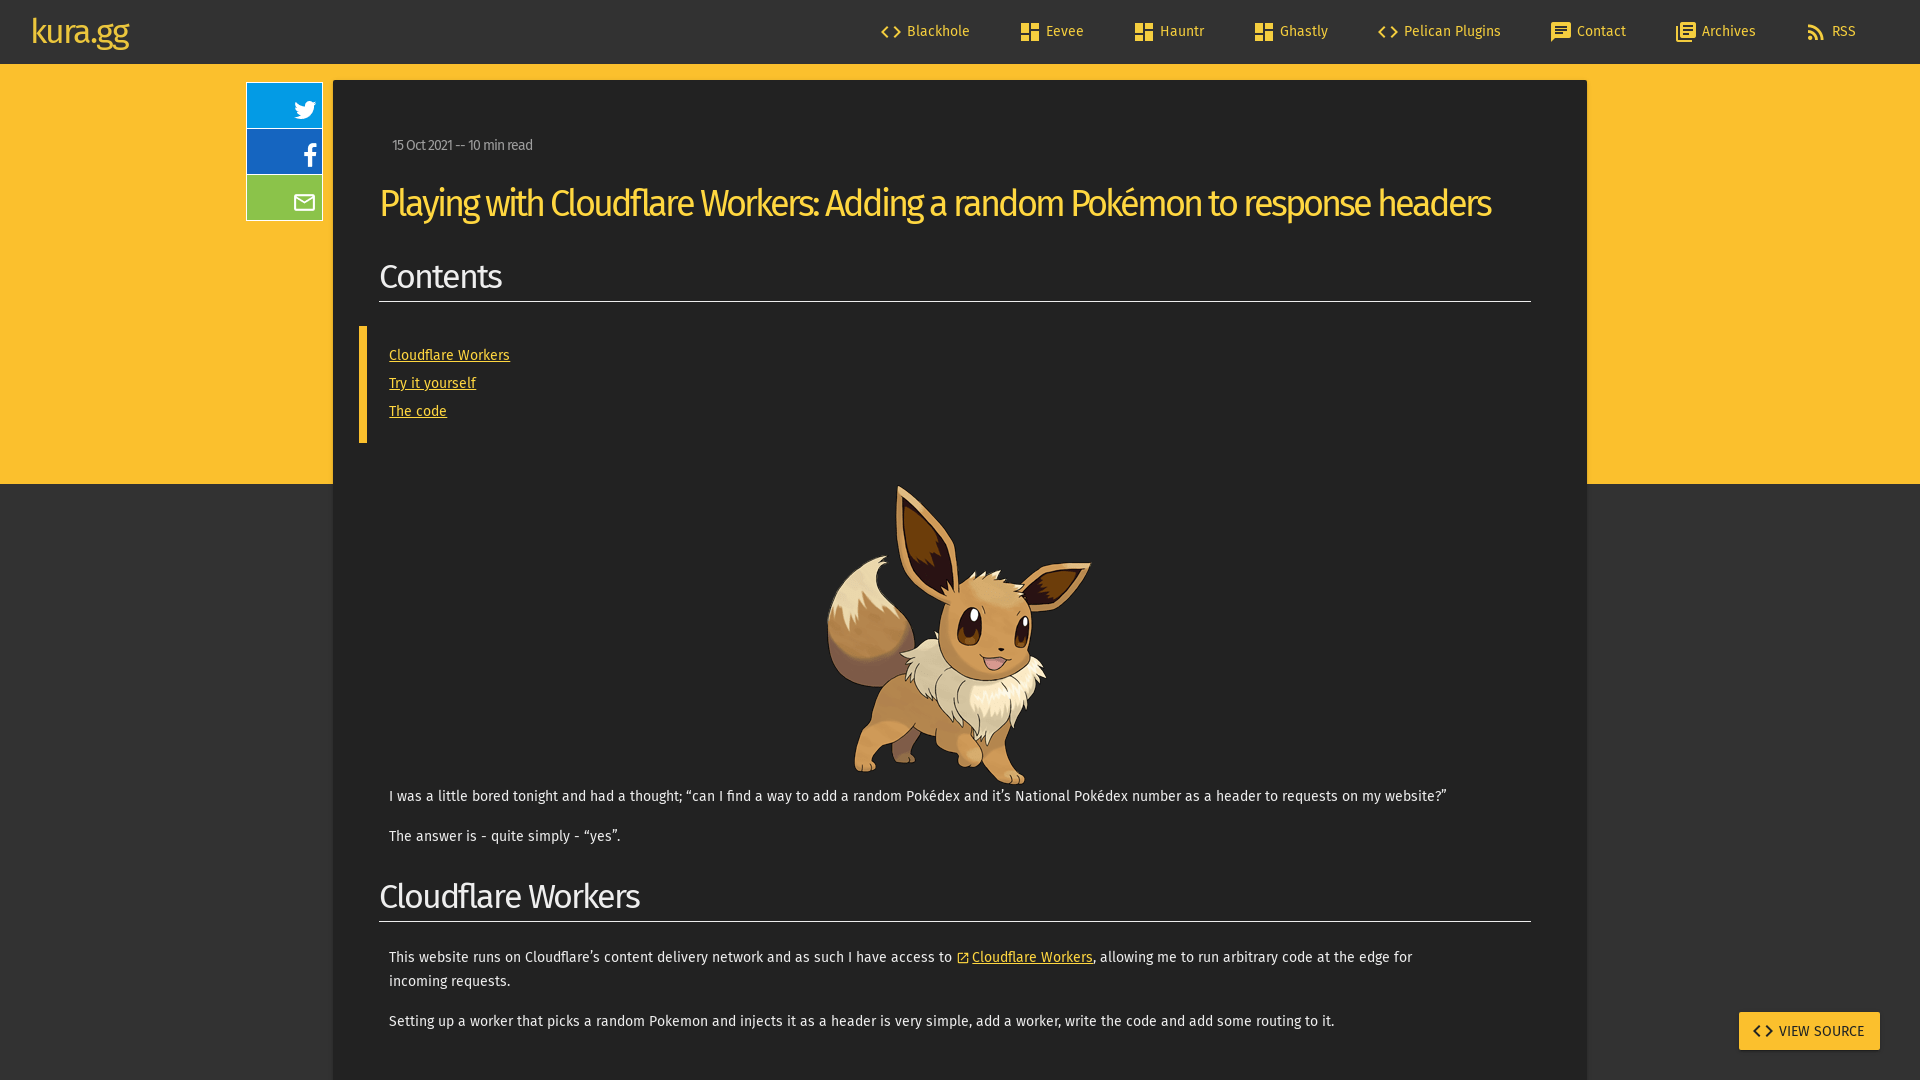 kura.gg
Blackhole
Eevee
Hauntr
Ghastly
Pelican Plugins
Contact
Archives
RSS
15 Oct 2021 -- 10 min read
Playing with Cloudflare Workers: Adding a random Pokémon to response headers
Contents
Cloudflare Workers
Try it yourself
The code
I was a little bored tonight and had a thought; “can I find a way to add a random Pokédex and it’s National Pokédex number as a header to requests on my website?”
The answer is - quite simply - “yes”.
Cloudflare Workers
This website runs on Cloudflare’s content delivery network and as such I have access to Cloudflare Workers, allowing me to run arbitrary code at the edge for
incoming requests.
Setting up a worker that picks a random Pokemon and injects it as a header is very simple, add a worker, write the code and add some routing to it.
VIEW SOURCE